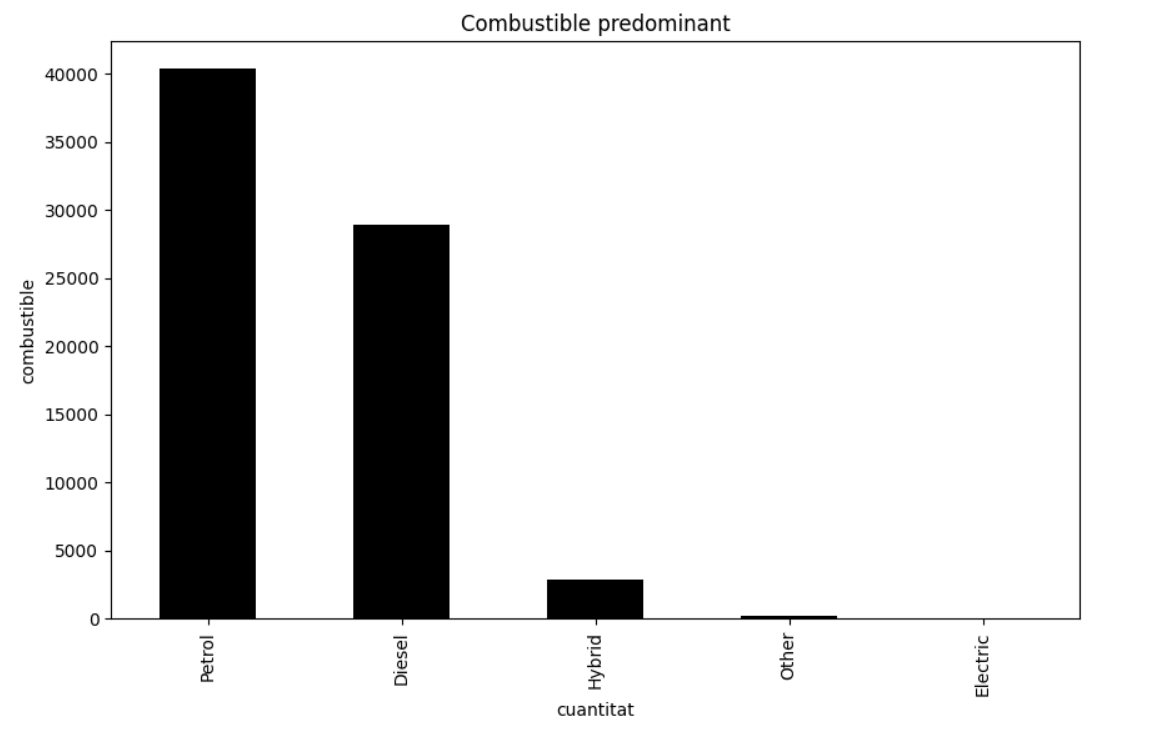 Combustible predominant
40000
35000
30000
25000
20000
15000
10000
5000
0
combustible
Petrol
Diesel
Hybrid
Other
Electric
cuantitat